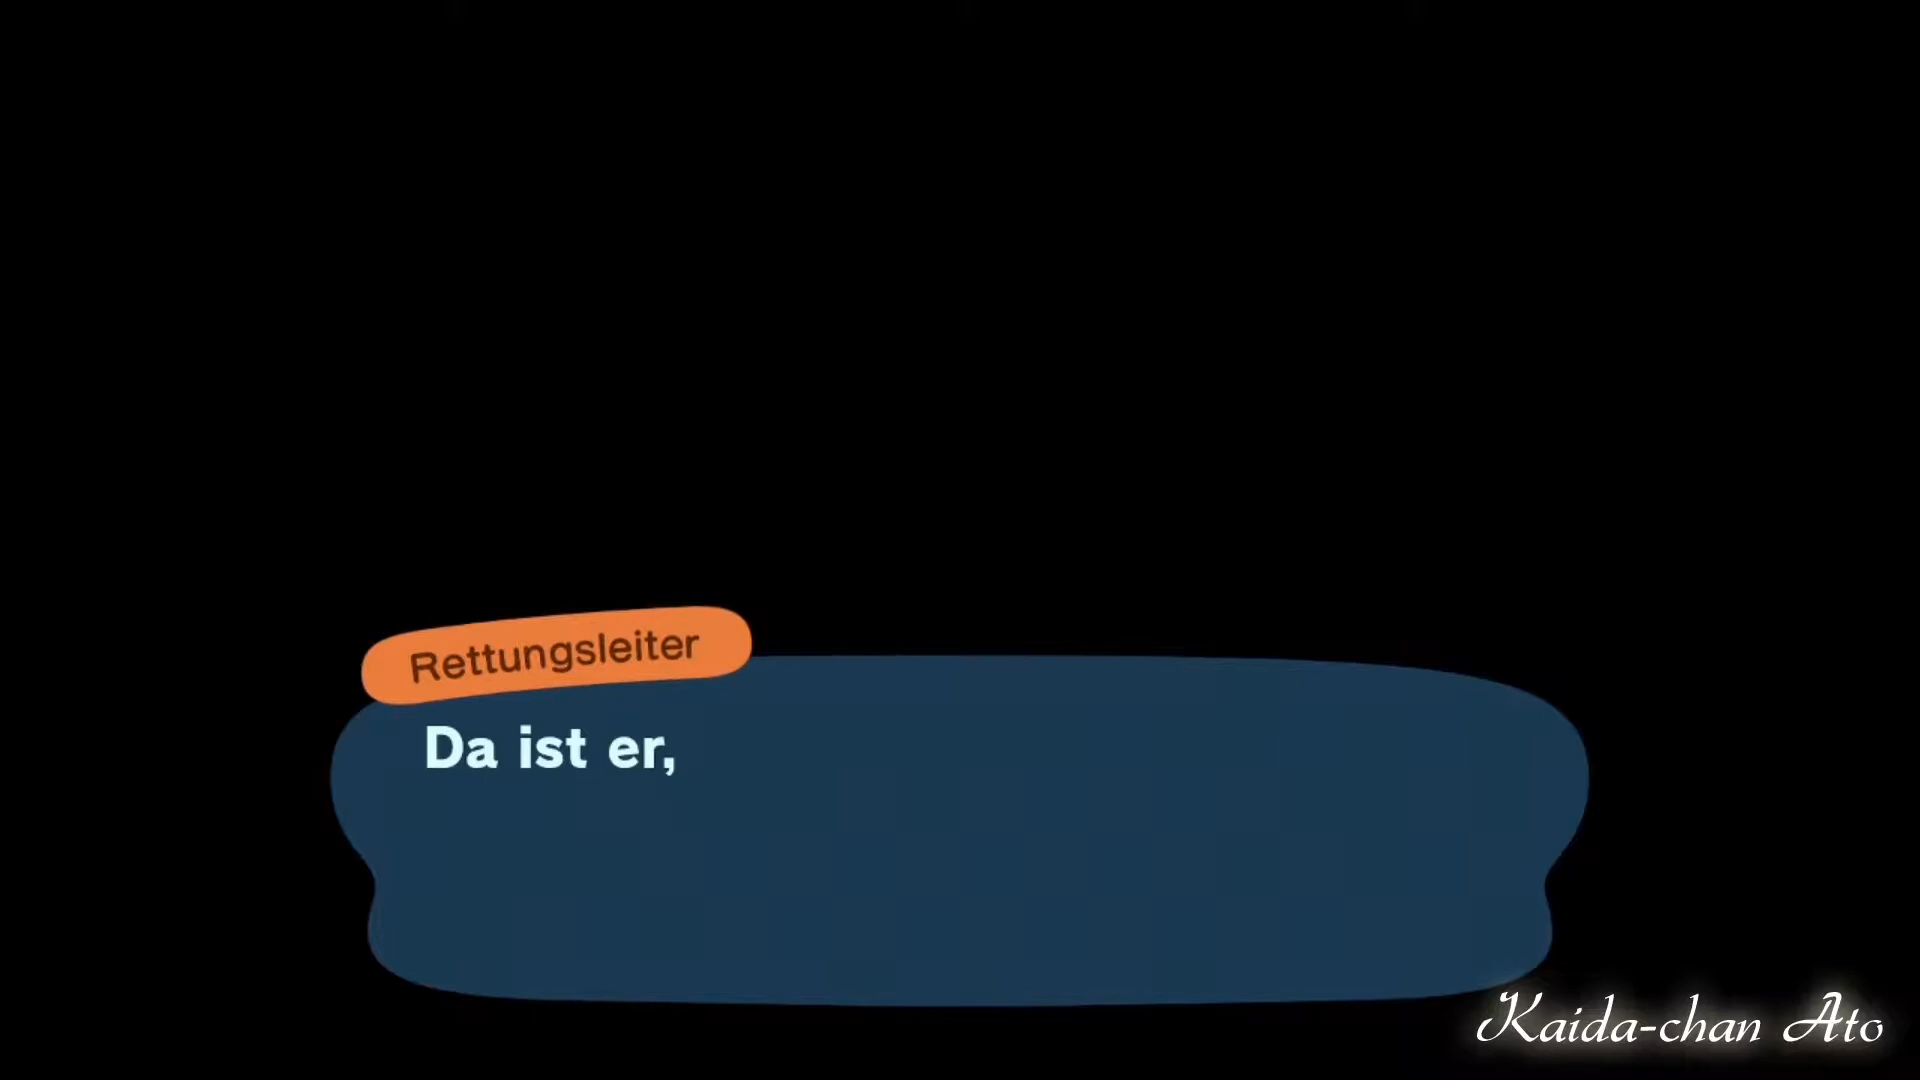 Rettungsleiter
Da ist er,
Kaida-chan Ato